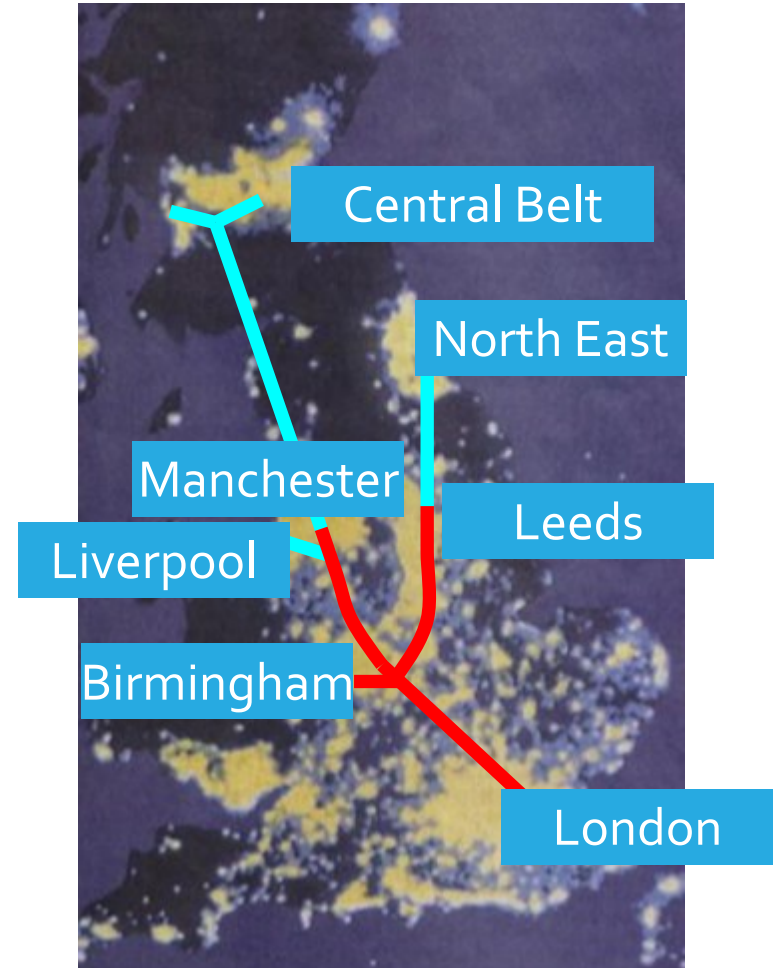 Central Belt
North East
Manchester
Leeds
Liverpool
Birmingham
London